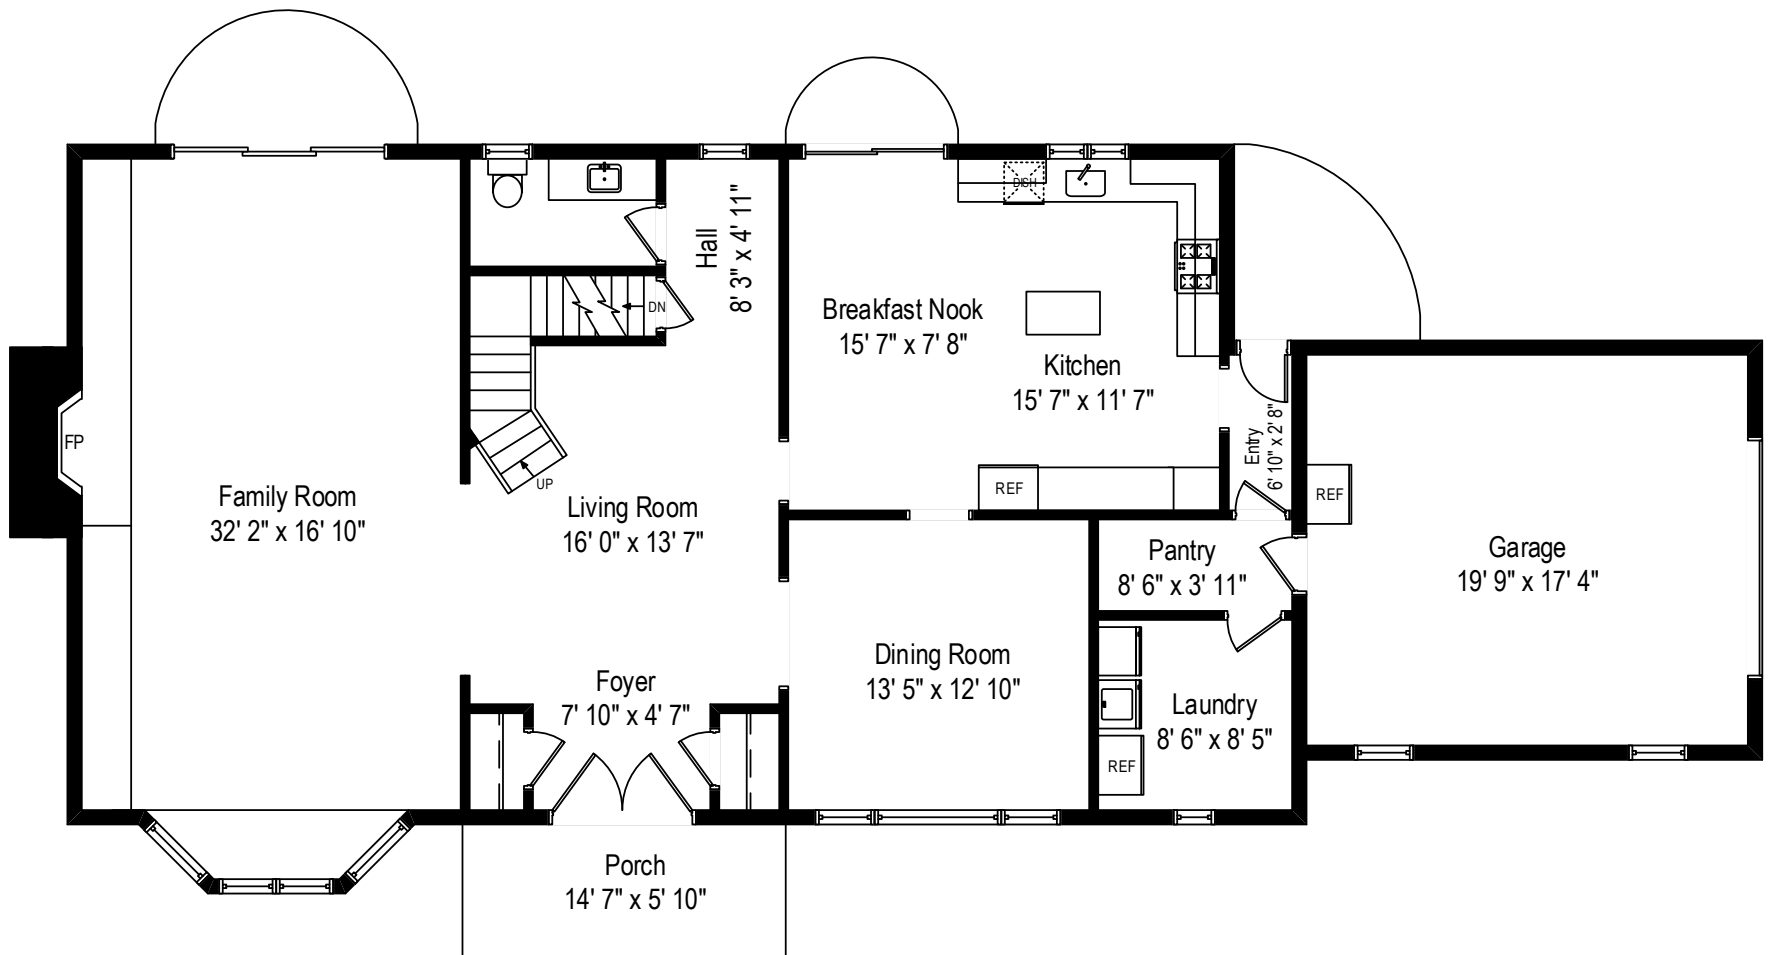 DISH
Hall
8' 3" x 4' 11"
DN
Breakfast Nook
15' 7" x 7' 8"
Kitchen
15' 7" x 11' 7"
FP
Entry
6' 10" x 2' 8"
UP
REF
REF
Family Room
32' 2" x 16' 10"
Living Room
16' 0" x 13' 7"
Pantry
8' 6" x 3' 11"
Garage
19' 9" x 17' 4"
Dining Room
13' 5" x 12' 10"
Foyer
7' 10" x 4' 7"
Laundry
8' 6" x 8' 5"
REF
Porch
14' 7" x 5' 10"